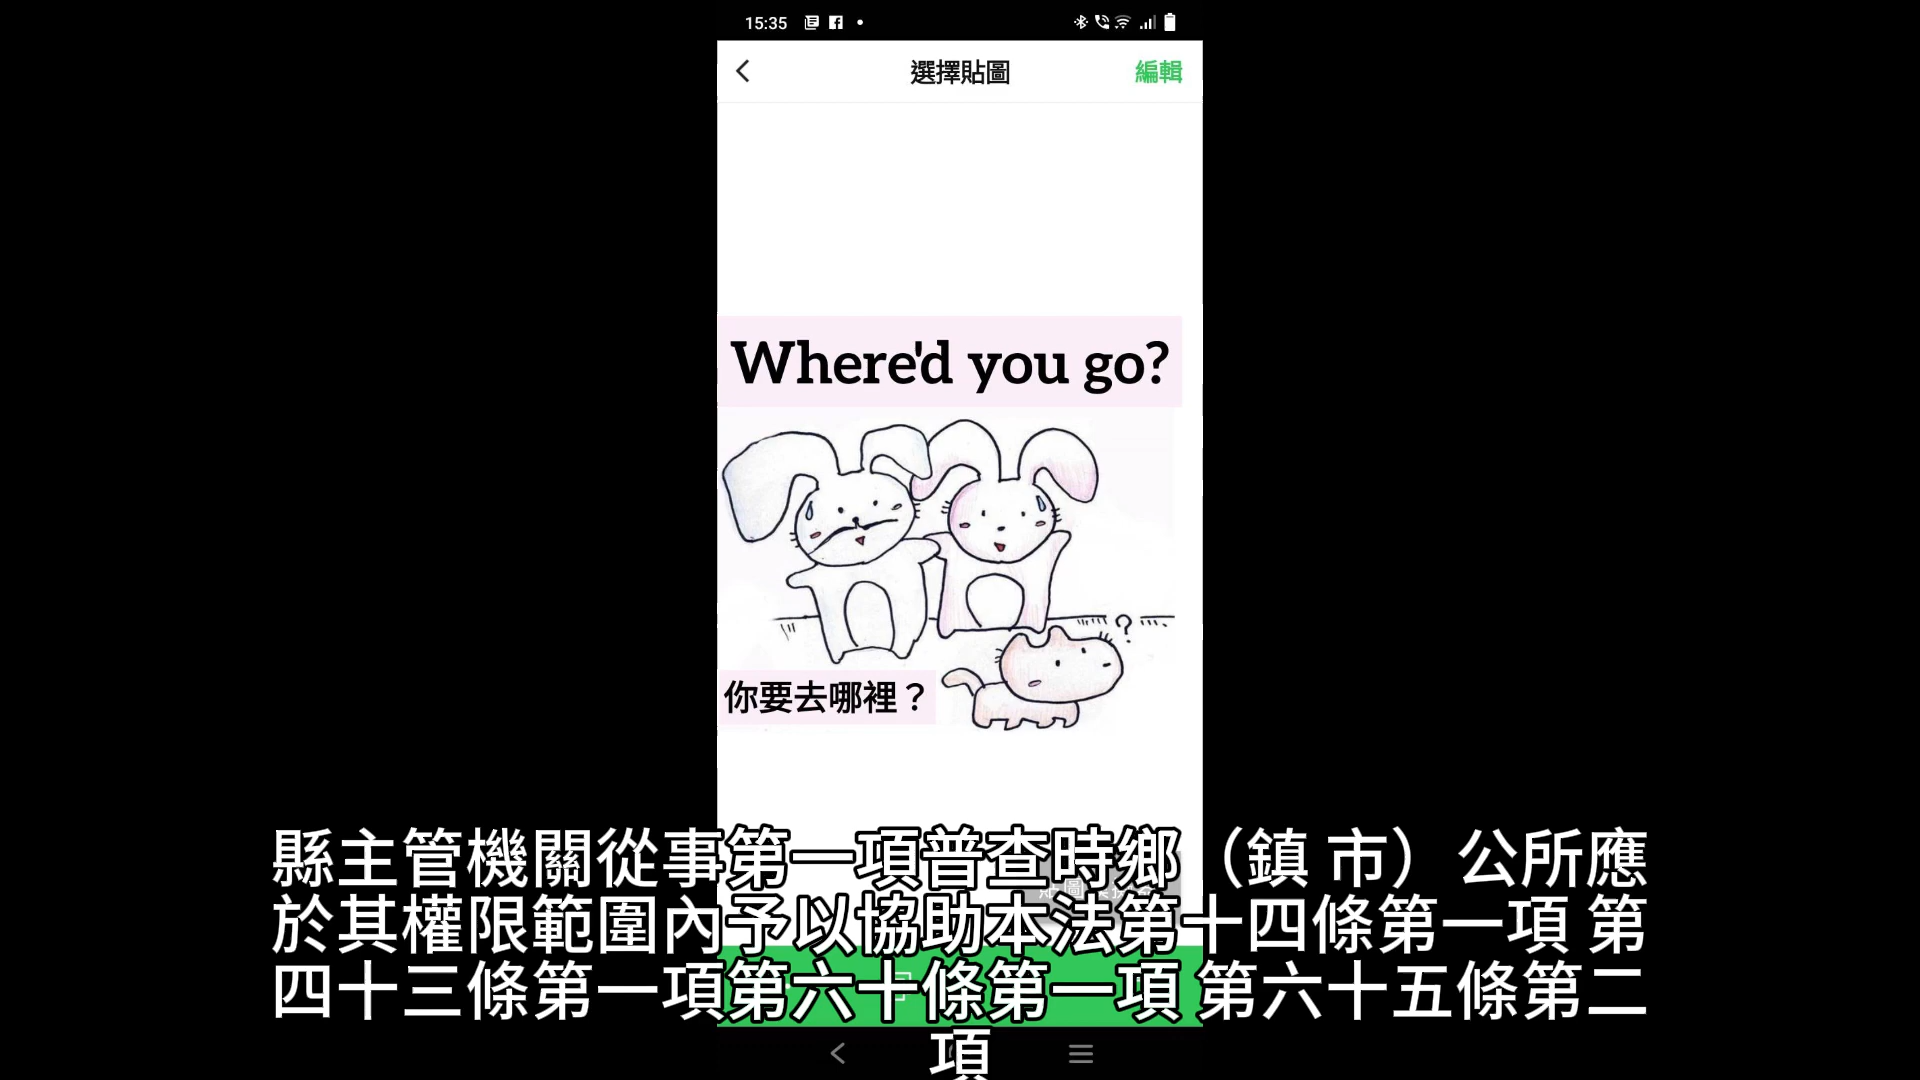 15:35
選擇貼圖
編輯
Where'd you go?
你要去哪裡？
縣主管機關從事第一項普查時鄉（鎮 市）公所應
於其權限範圍內予以協助本法第十四條第一項 第
四十三條第一項第六十條第一項 第六十五條第二
項